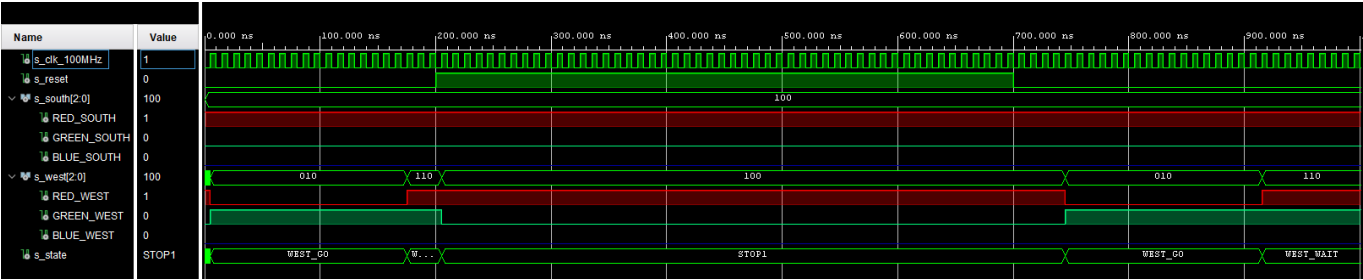 Name Value 0.000 ns 100.000 ns 200.000 ns 300.000 ns 400.000 ns 500.000 ns 600.000 ns 700.000 ns 800.000 ns 900.000 ns
s_clk_100MHz 1
s_reset 0
s_south[2:0] 100 100
RED_SOUTH 1
GREEN_SOUTH 0
BLUE_SOUTH 0
s_west[2:0] 100 010 110 100 010 110
RED_WEST 1
GREEN_WEST 0
BLUE_WEST 0
s_state STOP1 WEST_GO W... STOP1 WEST_GO WEST_WAIT